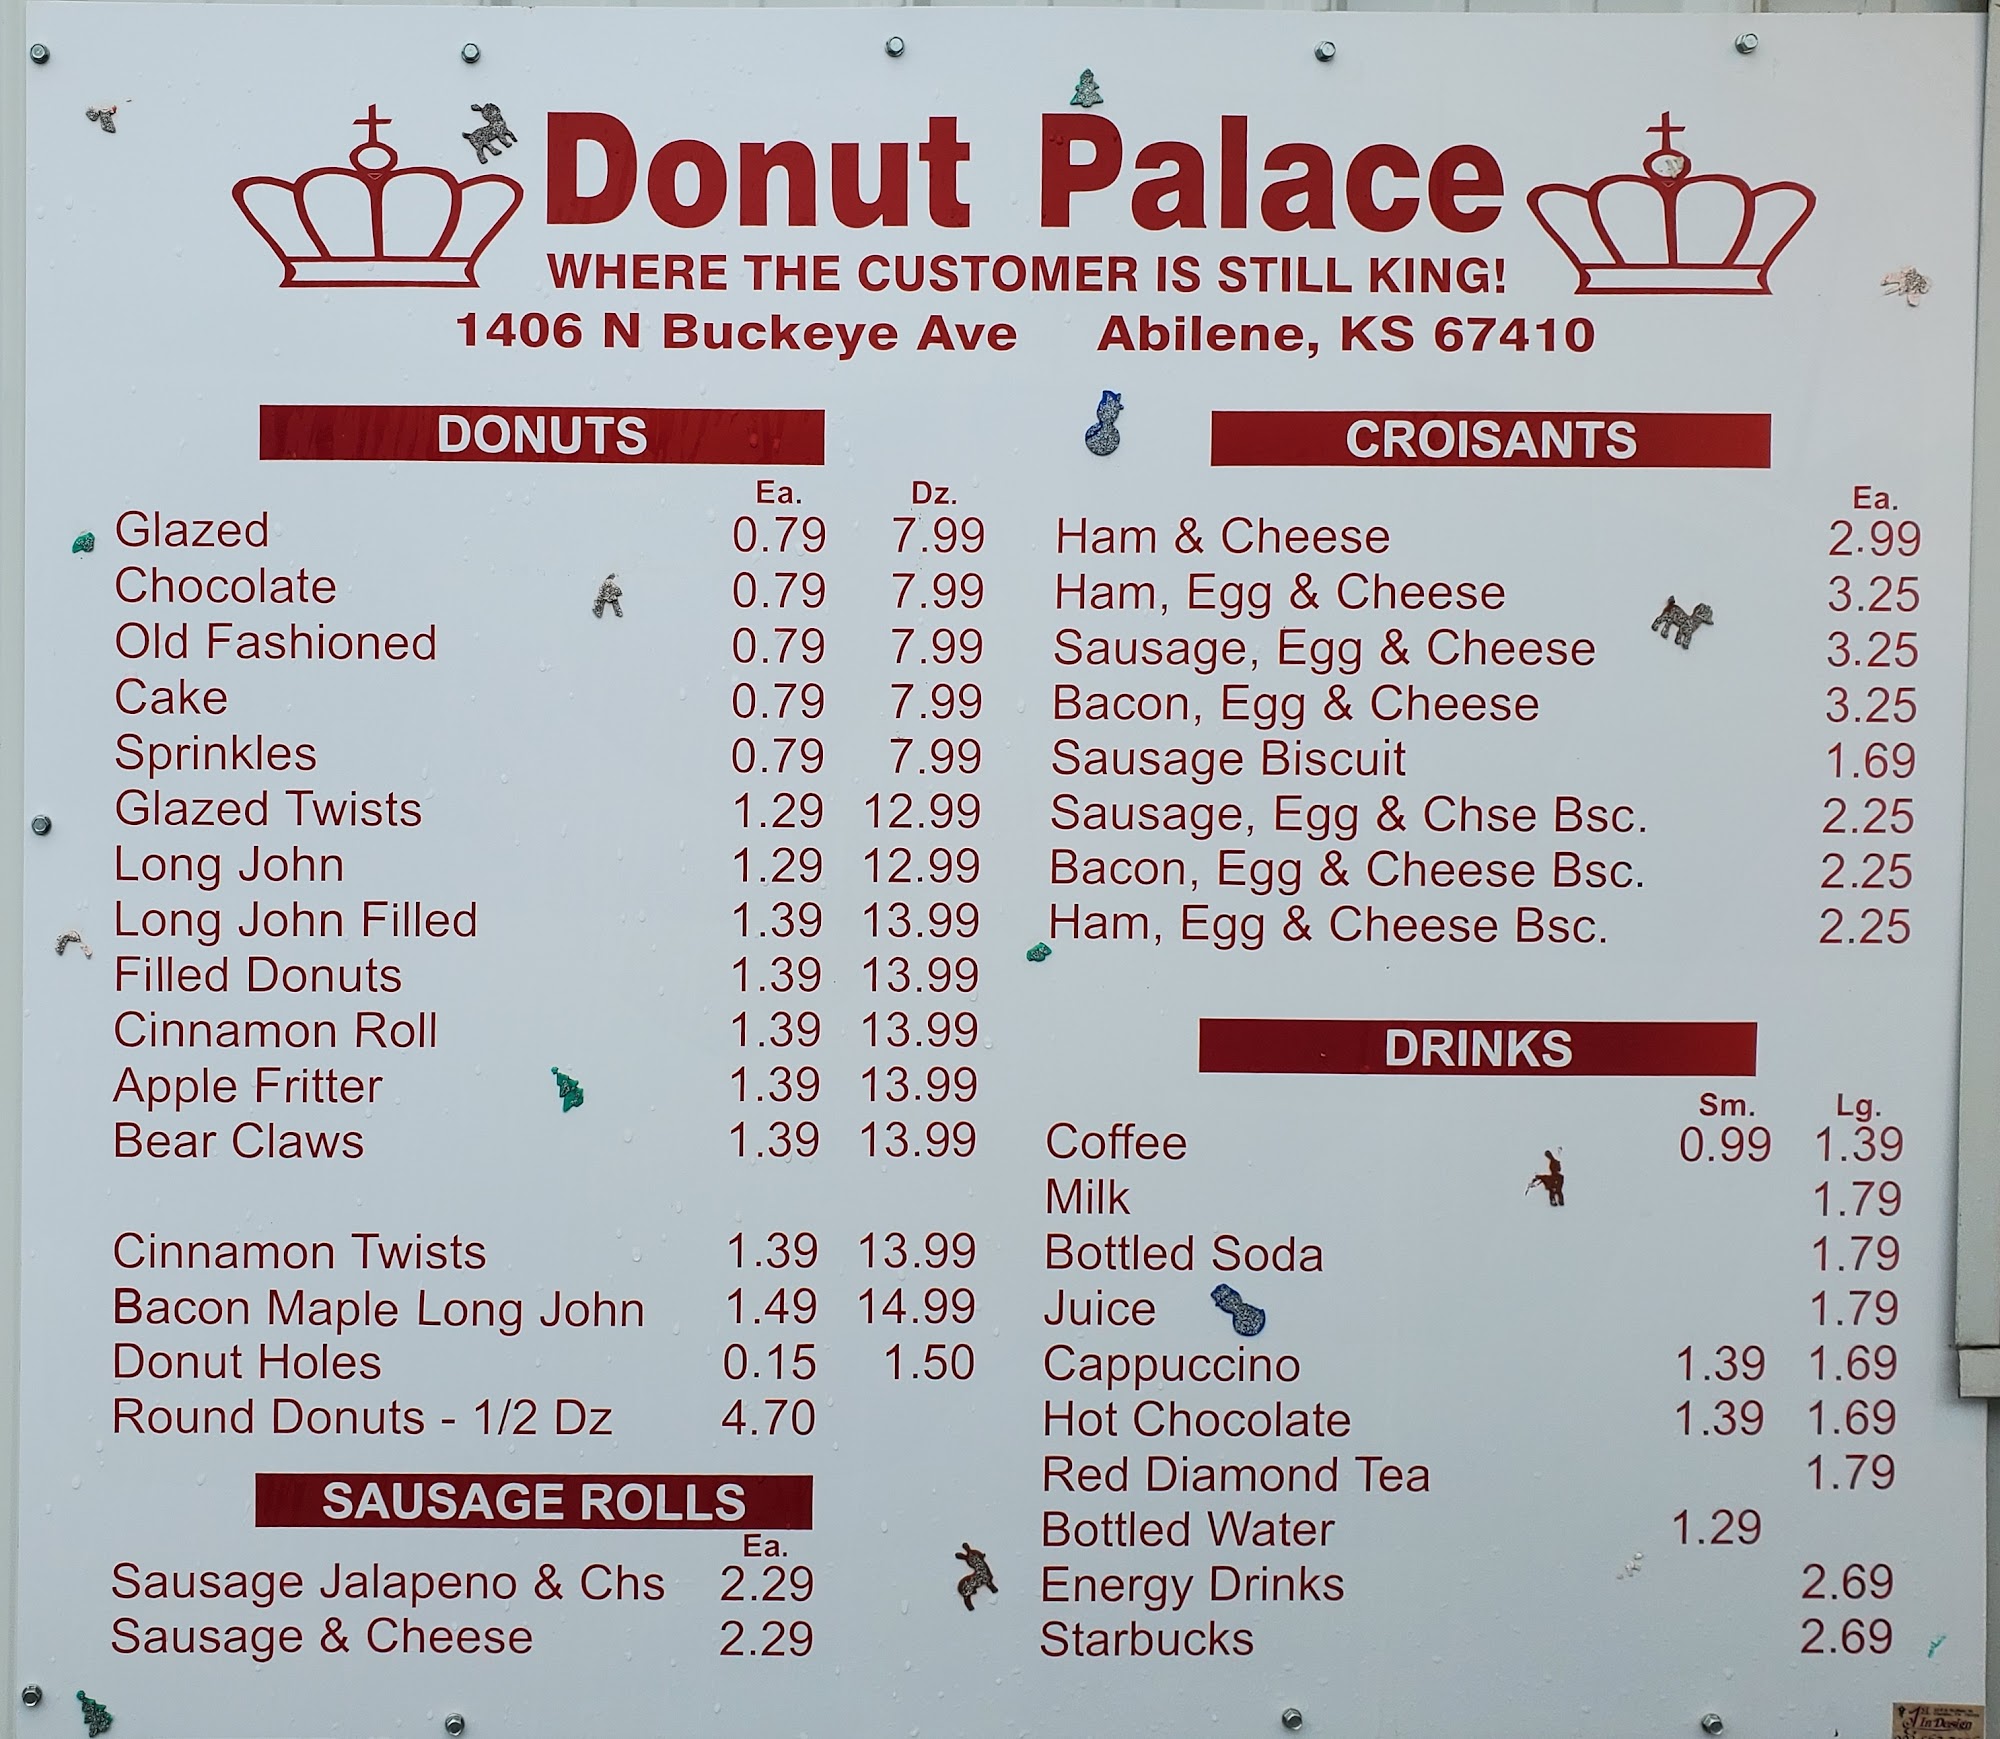 Donut Palace
WHERE THE CUSTOMER IS STILL KING!
1406 N Buckeye Ave Abilene, KS 67410
DONUTS
Ea. Dz.
Glazed 0.79 7.99
Chocolate 0.79 7.99
Old Fashioned 0.79 7.99
Cake 0.79 7.99
Sprinkles 0.79 7.99
Glazed Twists 1.29 12.99
Long John 1.29 12.99
Long John Filled 1.39 13.99
Filled Donuts 1.39 13.99
Cinnamon Roll 1.39 13.99
Apple Fritter 1.39 13.99
Bear Claws 1.39 13.99
Cinnamon Twists 1.39 13.99
Bacon Maple Long John 1.49 14.99
Donut Holes 0.15 1.50
Round Donuts - 1/2 Dz 4.70
SAUSAGE ROLLS
Ea.
Sausage Jalapeno & Chs 2.29
Sausage & Cheese 2.29
CROISANTS
Ea.
Ham & Cheese 2.99
Ham, Egg & Cheese 3.25
Sausage, Egg & Cheese 3.25
Bacon, Egg & Cheese 3.25
Sausage Biscuit 1.69
Sausage, Egg & Chse Bsc. 2.25
Bacon, Egg & Cheese Bsc. 2.25
Ham, Egg & Cheese Bsc. 2.25
DRINKS
Sm. Lg.
Coffee 0.99 1.39
Milk 1.79
Bottled Soda 1.79
Juice 1.79
Cappuccino 1.39 1.69
Hot Chocolate 1.39 1.69
Red Diamond Tea 1.79
Bottled Water 1.29
Energy Drinks 2.69
Starbucks 2.69
In Design